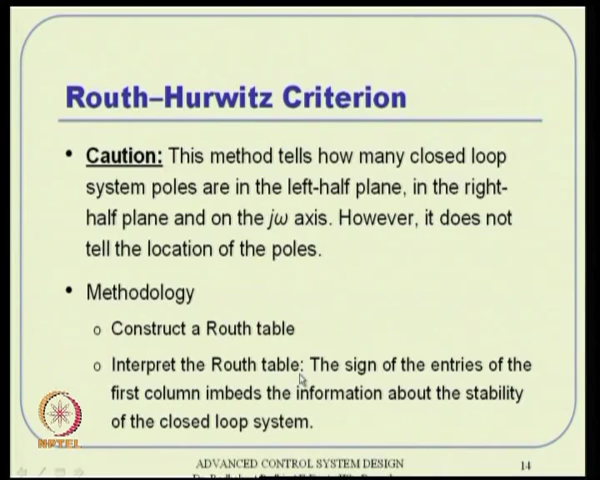 Routh–Hurwitz Criterion
• Caution: This method tells how many closed loop
system poles are in the left-half plane, in the right-
half plane and on the jω axis. However, it does not
tell the location of the poles.
• Methodology
o Construct a Routh table
o Interpret the Routh table: The sign of the entries of the
first column imbeds the information about the stability
of the closed loop system.
NPTEL
ADVANCED CONTROL SYSTEM DESIGN
14